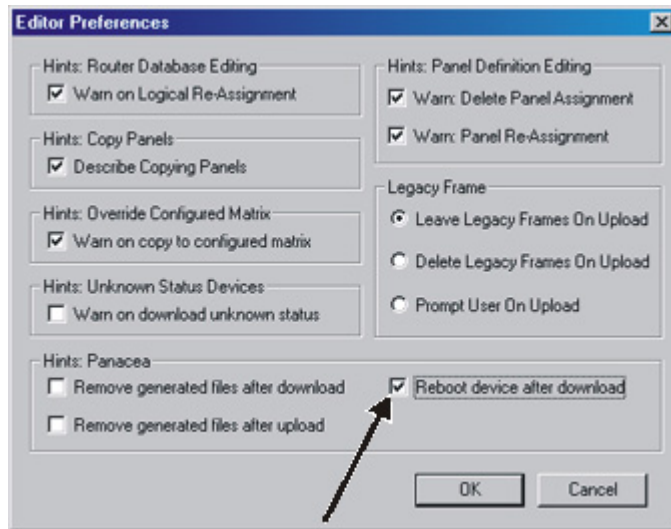 Editor Preferences
Hints: Router Database Editing
Warn on Logical Re-Assignment
Hints: Copy Panels
Describe Copying Panels
Hints: Override Configured Matrix
Warn on copy to configured matrix
Hints: Unknown Status Devices
Warn on download unknown status
Hints: Panel Definition Editing
Warn: Delete Panel Assignment
Warn: Panel Re-Assignment
Legacy Frame
Leave Legacy Frames On Upload
Delete Legacy Frames On Upload
Prompt User On Upload
Hints: Panacea
Remove generated files after download
Reboot device after download
Remove generated files after upload
OK
Cancel